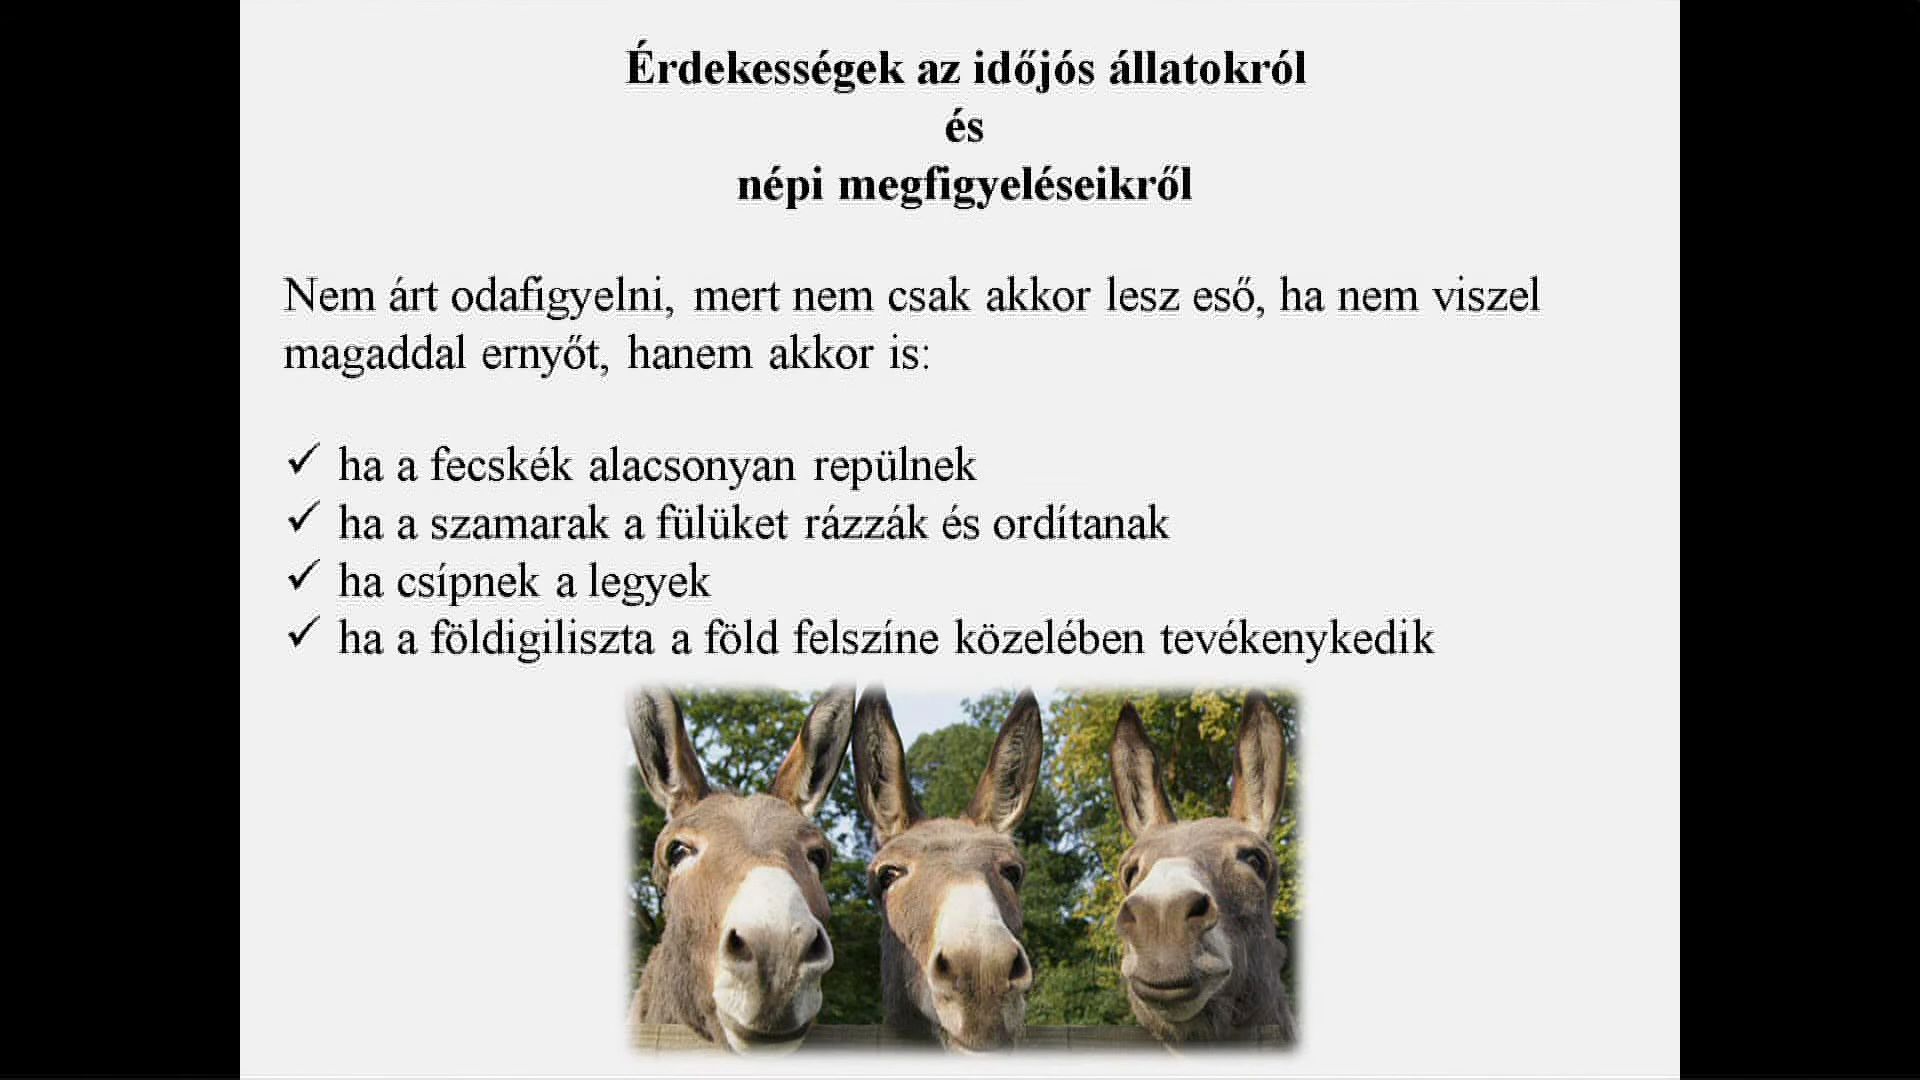 Érdekességek az időjós állatokról
és
népi megfigyeléseikről
Nem árt odafigyelni, mert nem csak akkor lesz eső, ha nem viszel
magaddal ernyőt, hanem akkor is:
✓ ha a fecskék alacsonyan repülnek
✓ ha a szamarak a fülüket rázzák és ordítanak
✓ ha csípnek a legyek
✓ ha a földigiliszta a föld felszíne közelében tevékenykedik